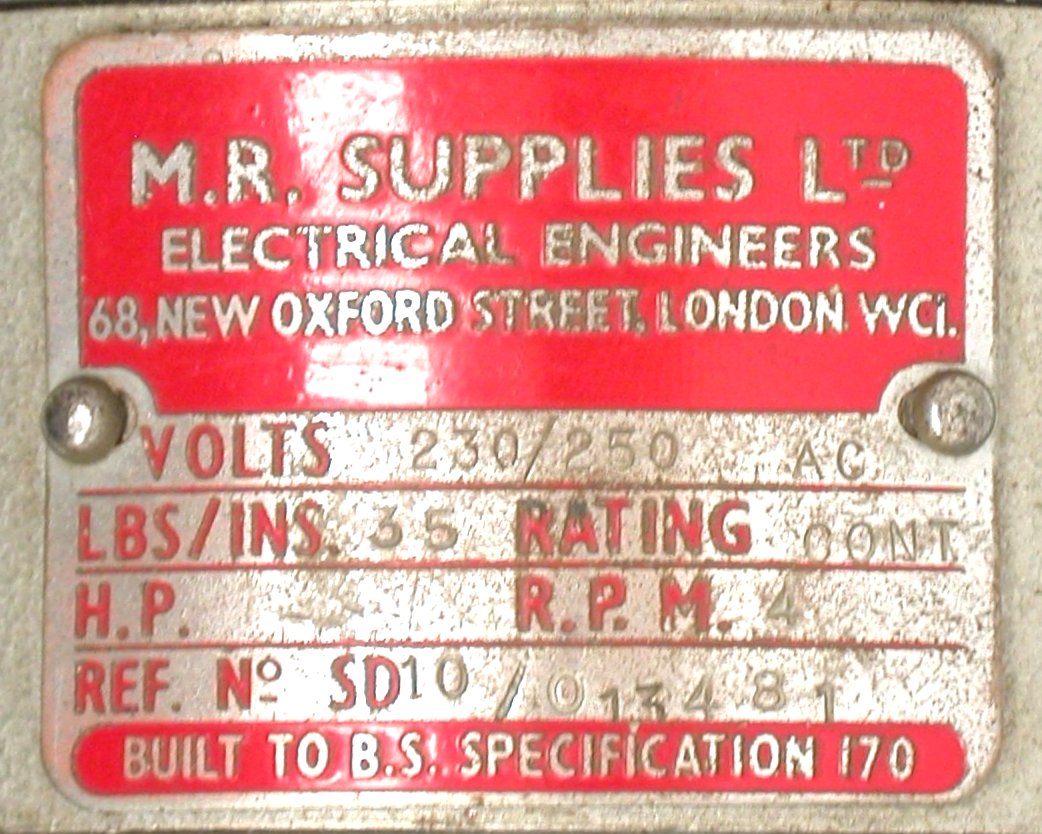 M.R. SUPPLIES LTD
ELECTRICAL ENGINEERS
68, NEW OXFORD STREET, LONDON WC1.
VOLTS 230/250 AC
LBS/INS. 35 RATING CONT
H.P. R.P.M. 4
REF. Nº SD10/013481
BUILT TO B.S. SPECIFICATION 170